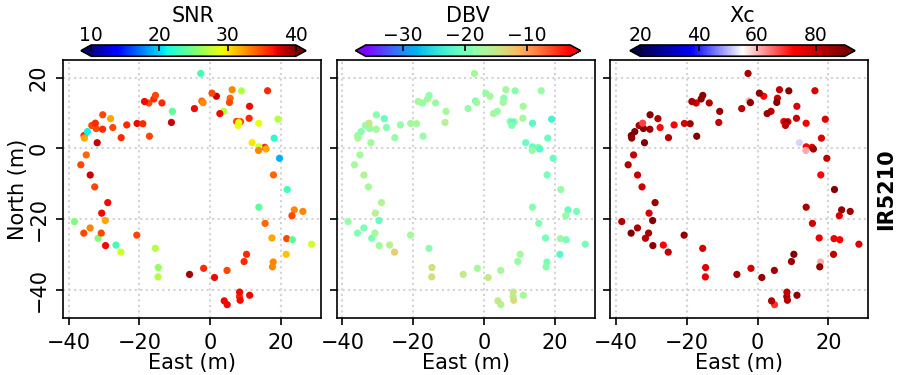 SNR DBV Xc
10 20 30 40 −30 −20 −10 20 40 60 80
20
0
−20
−40
North (m)
IR5210
−40 −20 0 20 −40 −20 0 20 −40 −20 0 20
East (m) East (m) East (m)